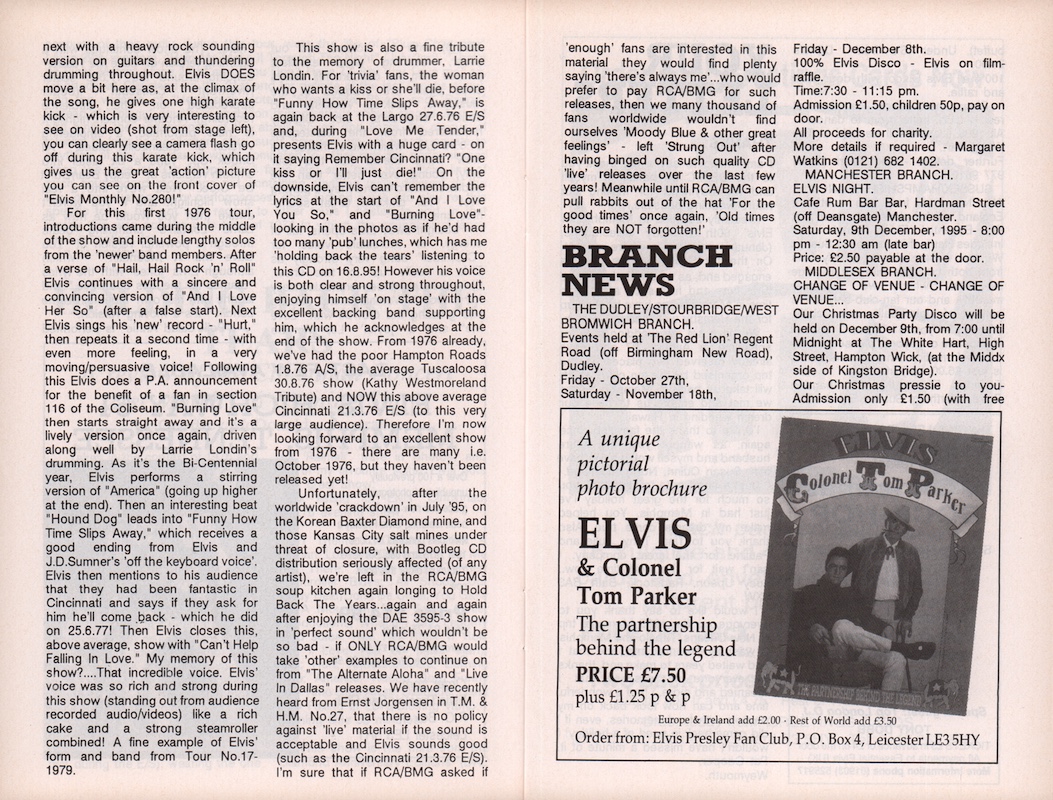 next with a heavy rock sounding
version on guitars and thundering
drumming throughout. Elvis DOES
move a bit here as, at the climax of
the song, he gives one high karate
kick - which is very interesting to
see on video (shot from stage left),
you can clearly see a camera flash go
off during this karate kick, which
gives us the great 'action' picture
you can see on the front cover of
"Elvis Monthly No.280!"
For this first 1976 tour,
introductions came during the middle
of the show and include lengthy solos
from the 'newer' band members. After
a verse of "Hail, Hail Rock 'n' Roll"
Elvis continues with a sincere and
convincing version of "And I Love
Her So" (after a false start). Next
Elvis sings his 'new' record - "Hurt,"
then repeats it a second time - with
even more feeling, in a very
moving/persuasive voice! Following
this Elvis does a P.A. announcement
for the benefit of a fan in section
116 of the Coliseum. "Burning Love"
then starts straight away and it's a
lively version once again, driven
along well by Larrie Londin's
drumming. As it's the Bi-Centennial
year, Elvis performs a stirring
version of "America" (going up higher
at the end). Then an interesting beat
"Hound Dog" leads into "Funny How
Time Slips Away," which receives a
good ending from Elvis and
J.D.Sumner's 'off the keyboard voice'.
Elvis then mentions to his audience
that they had been fantastic in
Cincinnati and says if they ask for
him he'll come back - which he did
on 25.6.77! Then Elvis closes this,
above average, show with "Can't Help
Falling In Love." My memory of this
show?....That incredible voice. Elvis'
voice was so rich and strong during
this show (standing out from audience
recorded audio/videos) like a rich
cake and a strong steamroller
combined! A fine example of Elvis'
form and band from Tour No.17-
1979.
This show is also a fine tribute
to the memory of drummer, Larrie
Londin. For 'trivia' fans, the woman
who wants a kiss or she'll die, before
"Funny How Time Slips Away," is
again back at the Largo 27.6.76 E/S
and, during "Love Me Tender,"
presents Elvis with a huge card - on
it saying Remember Cincinnati? "One
kiss or I'll just die!" On the
downside, Elvis can't remember the
lyrics at the start of "And I Love
You So," and "Burning Love"-
looking in the photos as if he'd had
too many 'pub' lunches, which has me
'holding back the tears' listening to
this CD on 16.8.95! However his voice
is both clear and strong throughout,
enjoying himself 'on stage' with the
excellent backing band supporting
him, which he acknowledges at the
end of the show. From 1976 already,
we've had the poor Hampton Roads
1.8.76 A/S, the average Tuscaloosa
30.8.76 show (Kathy Westmoreland
Tribute) and NOW this above average
Cincinnati 21.3.76 E/S (to this very
large audience). Therefore I'm now
looking forward to an excellent show
from 1976 - there are many i.e.
October 1976, but they haven't been
released yet!
Unfortunately, after the
worldwide 'crackdown' in July '95, on
the Korean Baxter Diamond mine, and
those Kansas City salt mines under
threat of closure, with Bootleg CD
distribution seriously affected (of any
artist), we're left in the RCA/BMG
soup kitchen again longing to Hold
Back The Years...again and again
after enjoying the DAE 3595-3 show
in 'perfect sound' which wouldn't be
so bad - if ONLY RCA/BMG would
take 'other' examples to continue on
from "The Alternate Aloha" and "Live
In Dallas" releases. We have recently
heard from Ernst Jorgensen in T.M. &
H.M. No.27, that there is no policy
against 'live' material if the sound is
acceptable and Elvis sounds good
(such as the Cincinnati 21.3.76 E/S).
I'm sure that if RCA/BMG asked if
'enough' fans are interested in this
material they would find plenty
saying 'there's always me'...who would
prefer to pay RCA/BMG for such
releases, then we many thousand of
fans worldwide wouldn't find
ourselves 'Moody Blue & other great
feelings' - left 'Strung Out' after
having binged on such quality CD
'live' releases over the last few
years! Meanwhile until RCA/BMG can
pull rabbits out of the hat 'For the
good times' once again, 'Old times
they are NOT forgotten!'
BRANCH
NEWS
THE DUDLEY/STOURBRIDGE/WEST
BROMWICH BRANCH.
Events held at 'The Red Lion' Regent
Road (off Birmingham New Road),
Dudley.
Friday - October 27th,
Saturday - November 18th,
Friday - December 8th.
100% Elvis Disco - Elvis on film-
raffle.
Time:7:30 - 11:15 pm.
Admission £1.50, children 50p, pay on
door.
All proceeds for charity.
More details if required - Margaret
Watkins (0121) 682 1402.
MANCHESTER BRANCH.
ELVIS NIGHT.
Cafe Rum Bar Bar, Hardman Street
(off Deansgate) Manchester.
Saturday, 9th December, 1995 - 8:00
pm - 12:30 am (late bar)
Price: £2.50 payable at the door.
MIDDLESEX BRANCH.
CHANGE OF VENUE - CHANGE OF
VENUE...
Our Christmas Party Disco will be
held on December 9th, from 7:00 until
Midnight at The White Hart, High
Street, Hampton Wick, (at the Middx
side of Kingston Bridge).
Our Christmas pressie to you-
Admission only £1.50 (with free
A unique
pictorial
photo brochure
ELVIS
& Colonel
Tom Parker
The partnership
behind the legend
PRICE £7.50
plus £1.25 p & p
ELVIS
Colonel Tom Parker
THE PARTNERSHIP BEHIND THE LEGEND
Europe & Ireland add £2.00 - Rest of World add £3.50
Order from: Elvis Presley Fan Club, P.O. Box 4, Leicester LE3 5HY